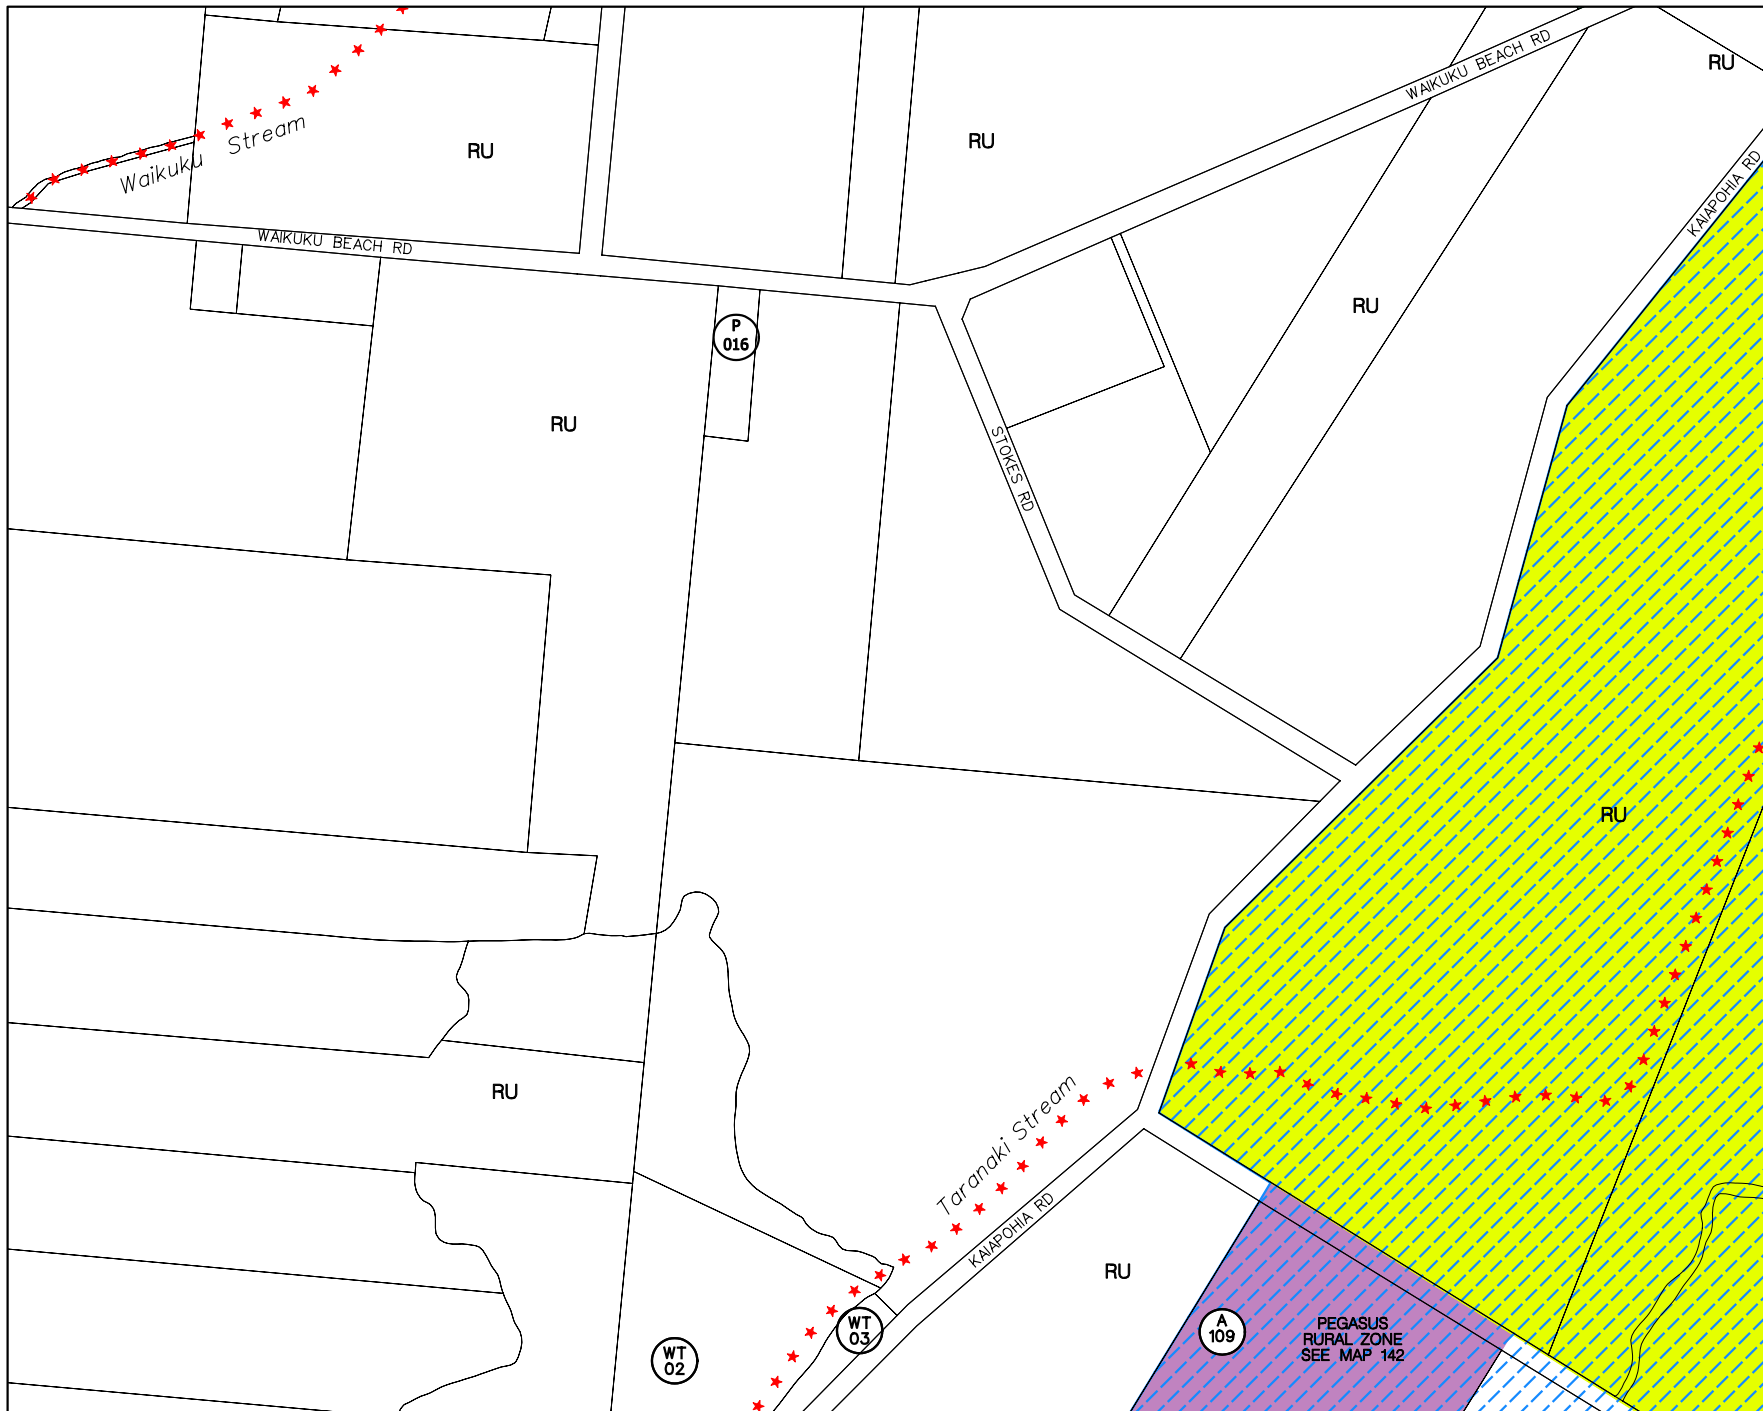 WAIKUKU BEACH RD
RU
RU
RU
Waikuku Stream
KAIAPOHIA RD
WAIKUKU BEACH RD
RU
P
016
RU
STOKES RD
RU
Taranaki Stream
RU
KAIAPOHIA RD
RU
A
109
PEGASUS
RURAL ZONE
SEE MAP 142
WT
03
WT
02